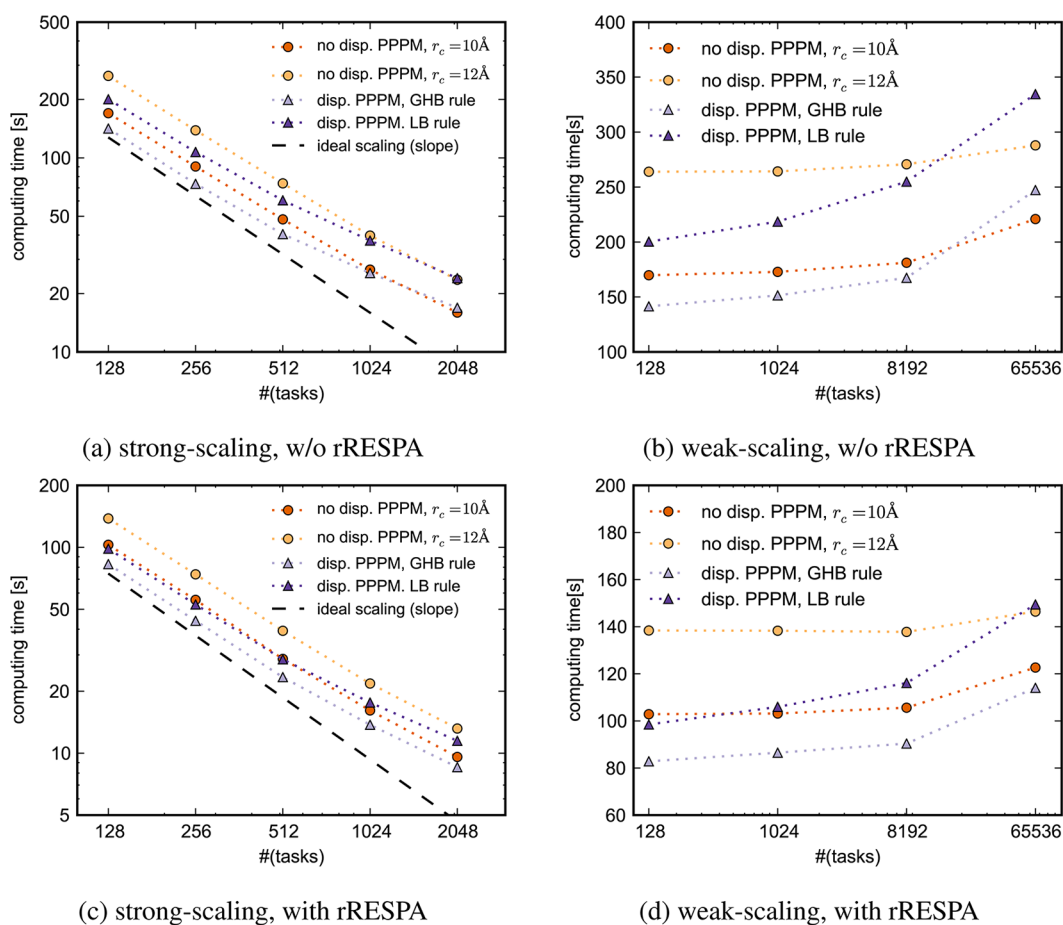 500
200
100
50
20
10
computing time [s]
no disp. PPPM, r_c = 10Å
no disp. PPPM, r_c = 12Å
disp. PPPM, GHB rule
disp. PPPM. LB rule
ideal scaling (slope)
128 256 512 1024 2048
#(tasks)
(a) strong-scaling, w/o rRESPA
400
350
300
250
200
150
100
computing time[s]
no disp. PPPM, r_c = 10Å
no disp. PPPM, r_c = 12Å
disp. PPPM, GHB rule
disp. PPPM, LB rule
128 1024 8192 65536
#(tasks)
(b) weak-scaling, w/o rRESPA
200
100
50
20
10
5
computing time [s]
no disp. PPPM, r_c = 10Å
no disp. PPPM, r_c = 12Å
disp. PPPM, GHB rule
disp. PPPM. LB rule
ideal scaling (slope)
128 256 512 1024 2048
#(tasks)
(c) strong-scaling, with rRESPA
200
180
160
140
120
100
80
60
computing time[s]
no disp. PPPM, r_c = 10Å
no disp. PPPM, r_c = 12Å
disp. PPPM, GHB rule
disp. PPPM, LB rule
128 1024 8192 65536
#(tasks)
(d) weak-scaling, with rRESPA